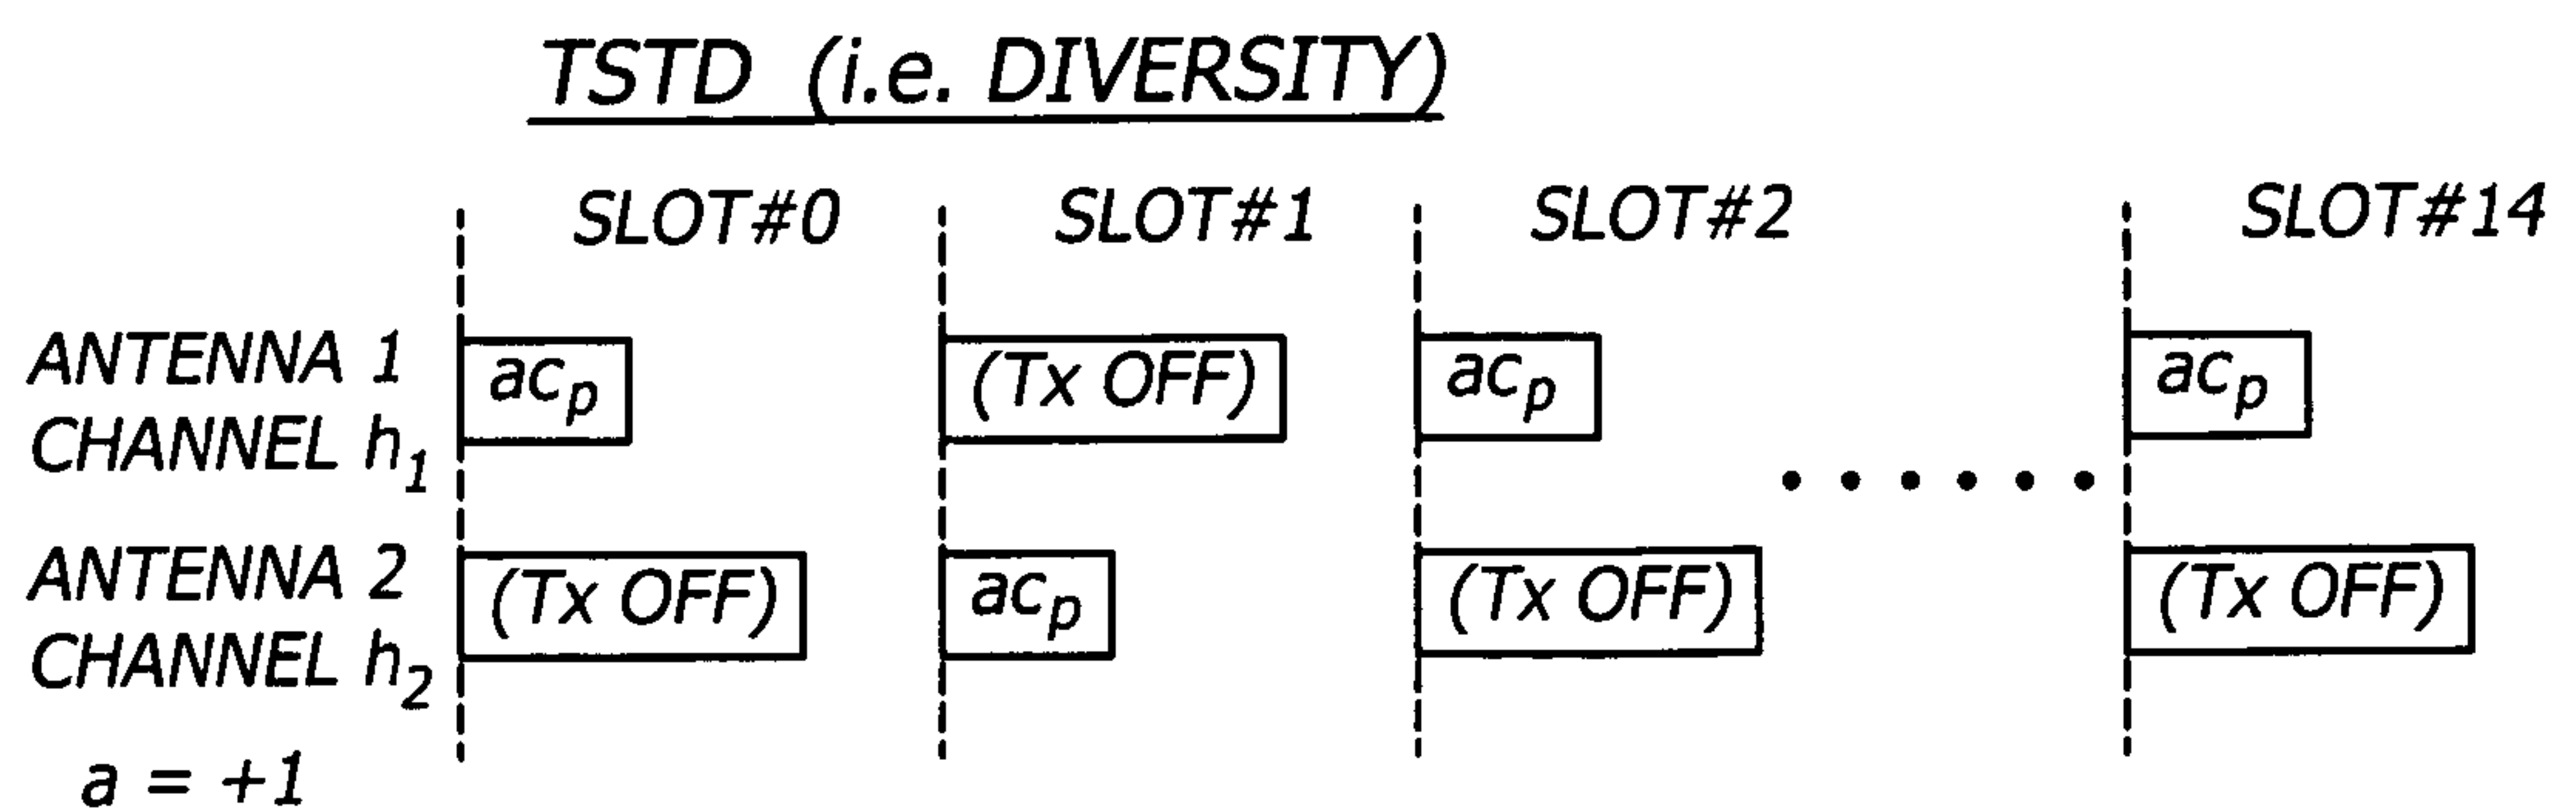 TSTD (i.e. DIVERSITY)
SLOT#0 SLOT#1 SLOT#2 SLOT#14
ANTENNA 1 ac_p (Tx OFF) ac_p ac_p
CHANNEL h_1
ANTENNA 2 (Tx OFF) ac_p (Tx OFF) (Tx OFF)
CHANNEL h_2
a = +1